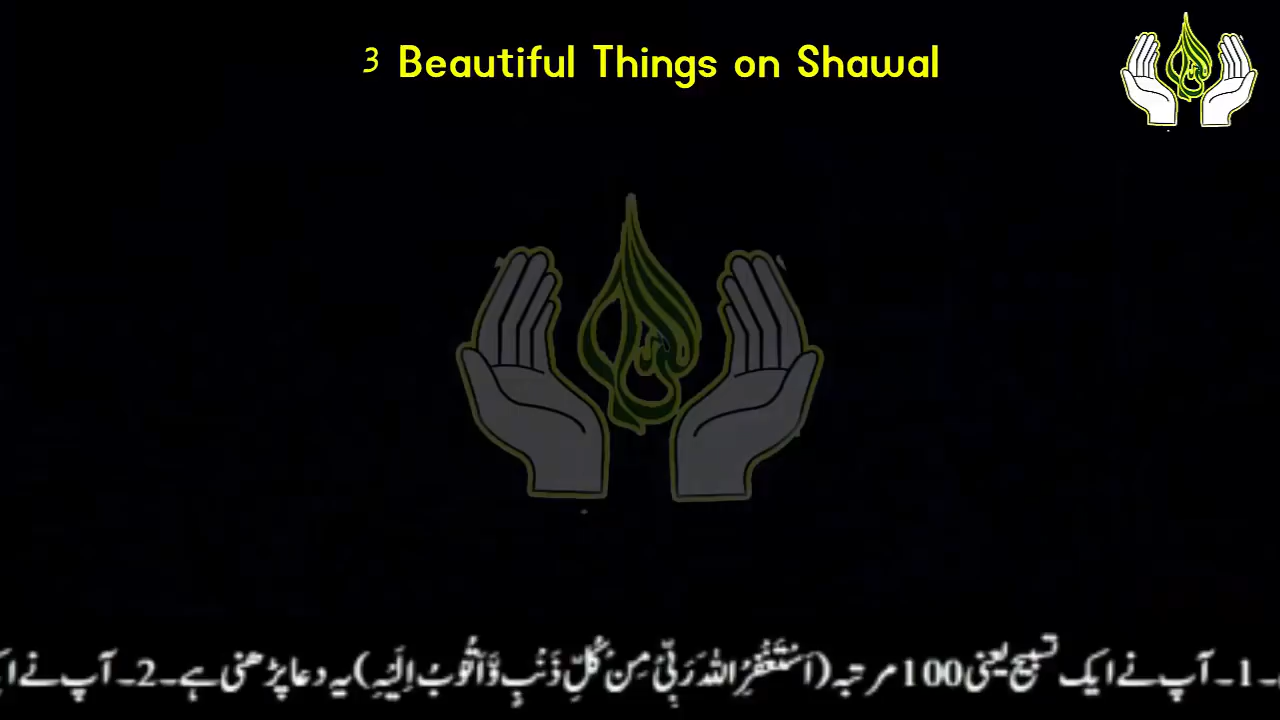 3 Beautiful Things on Shawal
۔1۔آپ نے ایک تسبیح یعنی 100 مرتبہ (اَسْتَغْفِرُ اللہَ رَبِّیْ مِنْ کُلِّ ذَنْبٍ وَّاَتُوْبُ اِلَیْہِ) یہ دعا پڑھنی ہے۔2۔آپ نے